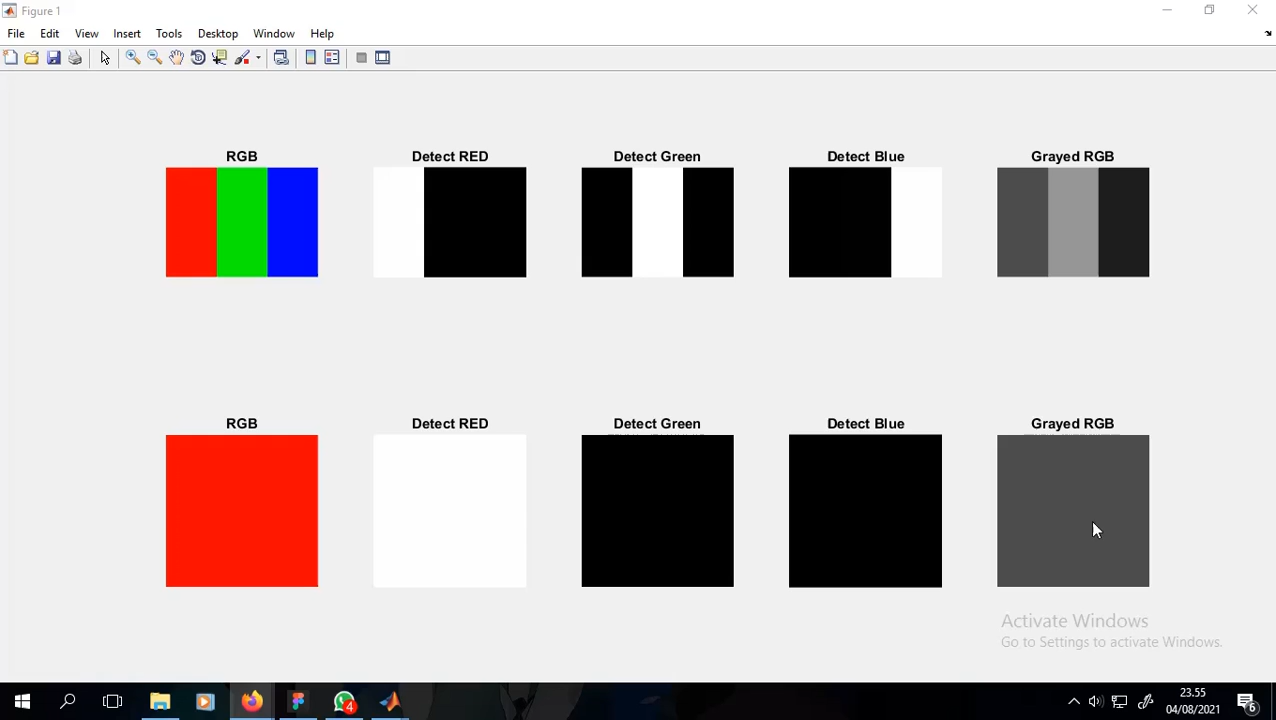 Figure 1
File Edit View Insert Tools Desktop Window Help
RGB Detect RED Detect Green Detect Blue Grayed RGB
RGB Detect RED Detect Green Detect Blue Grayed RGB
Activate Windows
Go to Settings to activate Windows.
4
23.55
04/08/2021
6